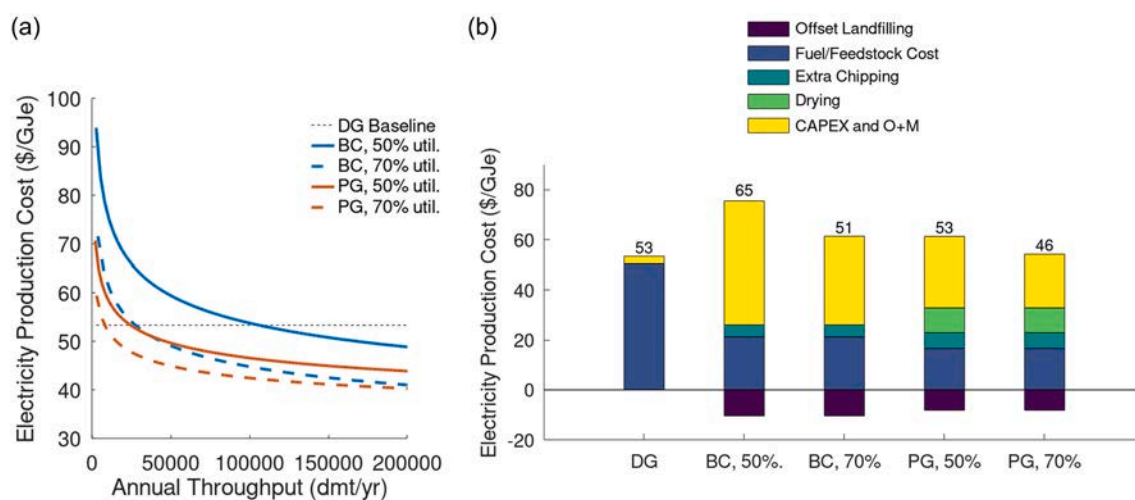 (a)
Electricity Production Cost ($/GJe)
100
90
80
70
60
50
40
30
0
50000
100000
150000
200000
Annual Throughput (dmt/yr)
DG Baseline
BC, 50% util.
BC, 70% util.
PG, 50% util.
PG, 70% util.
(b)
Offset Landfilling
Fuel/Feedstock Cost
Extra Chipping
Drying
CAPEX and O+M
Electricity Production Cost ($/GJe)
80
60
40
20
0
-20
53
65
51
53
46
DG
BC, 50%.
BC, 70%
PG, 50%
PG, 70%